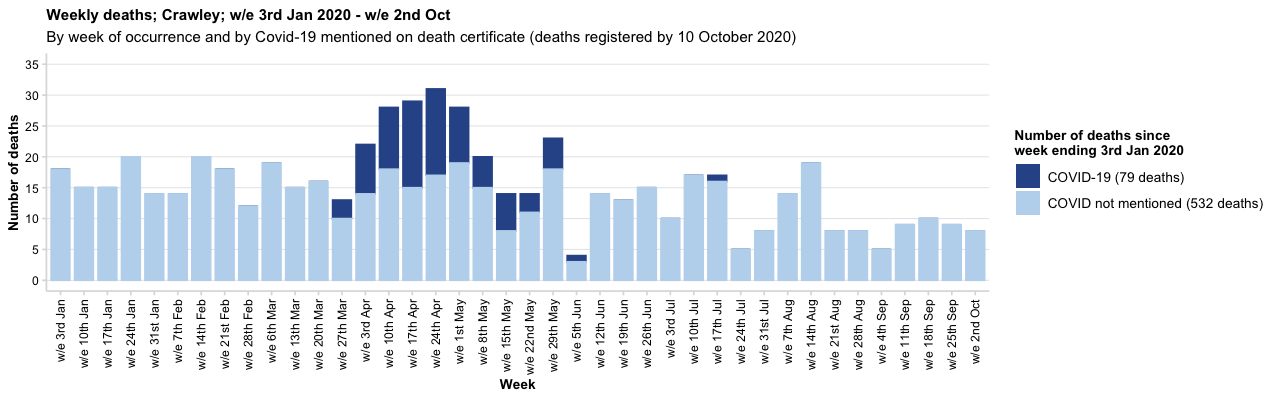 Weekly deaths; Crawley; w/e 3rd Jan 2020 - w/e 2nd Oct
By week of occurrence and by Covid-19 mentioned on death certificate (deaths registered by 10 October 2020)
Number of deaths
35
30
25
20
15
10
5
0
w/e 3rd Jan
w/e 10th Jan
w/e 17th Jan
w/e 24th Jan
w/e 31st Jan
w/e 7th Feb
w/e 14th Feb
w/e 21st Feb
w/e 28th Feb
w/e 6th Mar
w/e 13th Mar
w/e 20th Mar
w/e 27th Mar
w/e 3rd Apr
w/e 10th Apr
w/e 17th Apr
w/e 24th Apr
w/e 1st May
w/e 8th May
w/e 15th May
w/e 22nd May
w/e 29th May
w/e 5th Jun
w/e 12th Jun
w/e 19th Jun
w/e 26th Jun
w/e 3rd Jul
w/e 10th Jul
w/e 17th Jul
w/e 24th Jul
w/e 31st Jul
w/e 7th Aug
w/e 14th Aug
w/e 21st Aug
w/e 28th Aug
w/e 4th Sep
w/e 11th Sep
w/e 18th Sep
w/e 25th Sep
w/e 2nd Oct
Week
Number of deaths since
week ending 3rd Jan 2020
COVID-19 (79 deaths)
COVID not mentioned (532 deaths)